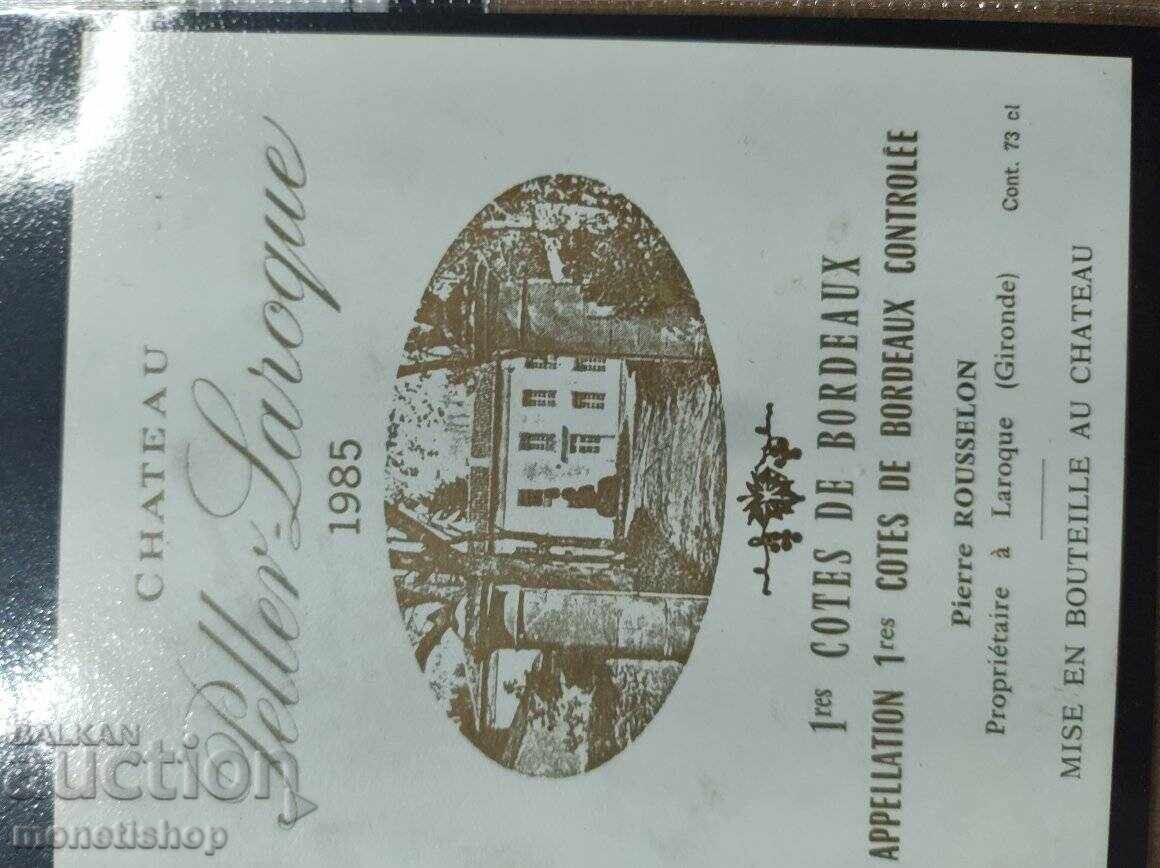 CHATEAU
Peller-Laroque
1985
1res COTES DE BORDEAUX
APPELLATION 1res COTES DE BORDEAUX CONTROLÉE
Pierre ROUSSELON
Propriétaire à Laroque (Gironde) Cont. 73 cl
MISE EN BOUTEILLE AU CHATEAU
BALKAN
auction
monetishop